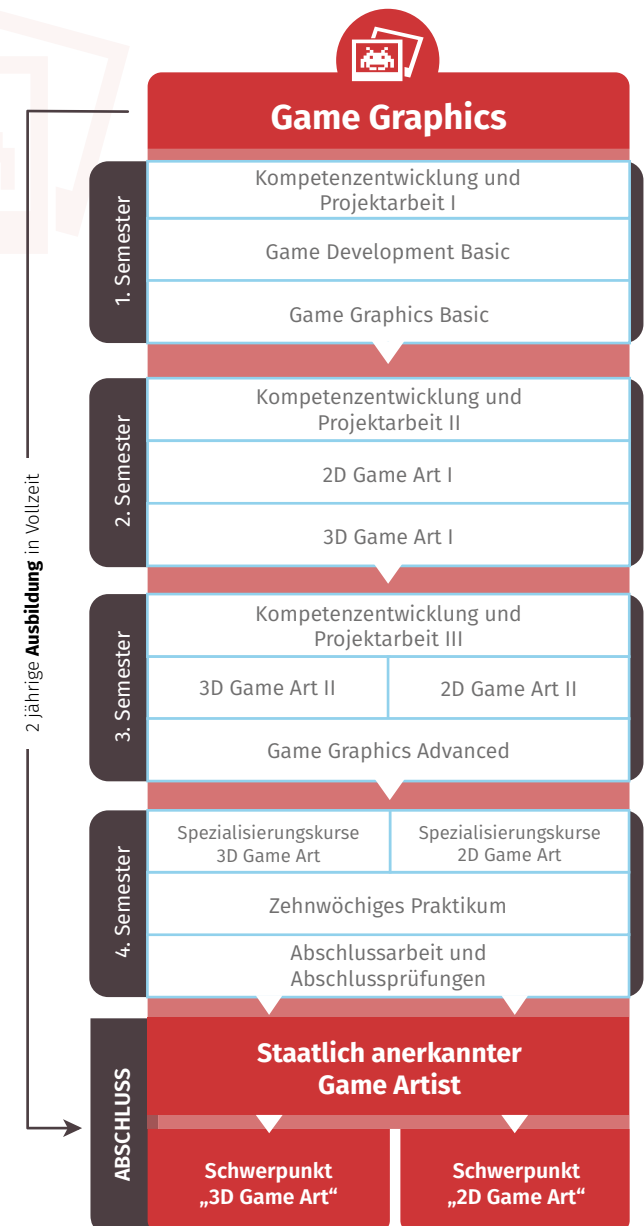 Game Graphics
1. Semester
Kompetenzentwicklung und
Projektarbeit I
Game Development Basic
Game Graphics Basic
2. Semester
Kompetenzentwicklung und
Projektarbeit II
2D Game Art I
3D Game Art I
3. Semester
Kompetenzentwicklung und
Projektarbeit III
3D Game Art II
2D Game Art II
Game Graphics Advanced
4. Semester
Spezialisierungskurse
3D Game Art
Spezialisierungskurse
2D Game Art
Zehnwöchiges Praktikum
Abschlussarbeit und
Abschlussprüfungen
2 jährige Ausbildung in Vollzeit
ABSCHLUSS
Staatlich anerkannter
Game Artist
Schwerpunkt
„3D Game Art“
Schwerpunkt
„2D Game Art“